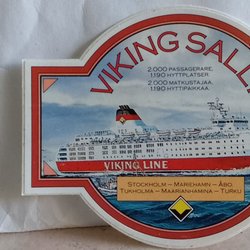 VIKING SALLY
2.000 PASSAGERARE,
1.190 HYTTPLATSER.
2.000 MATKUSTAJAA,
1.190 HYTTIPAIKKAA.
VIKING LINE
STOCKHOLM – MARIEHAMN – ÅBO.
TUKHOLMA – MAARIANHAMINA – TURKU